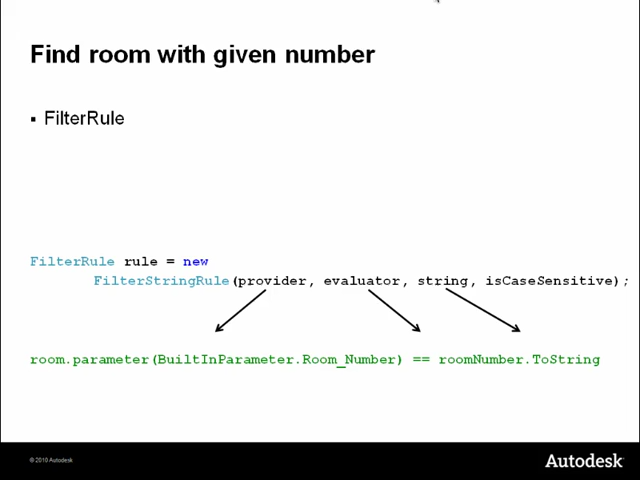 Find room with given number
▪ FilterRule
FilterRule rule = new
FilterStringRule(provider, evaluator, string, isCaseSensitive);
room.parameter(BuiltInParameter.Room_Number) == roomNumber.ToString
© 2010 Autodesk
Autodesk